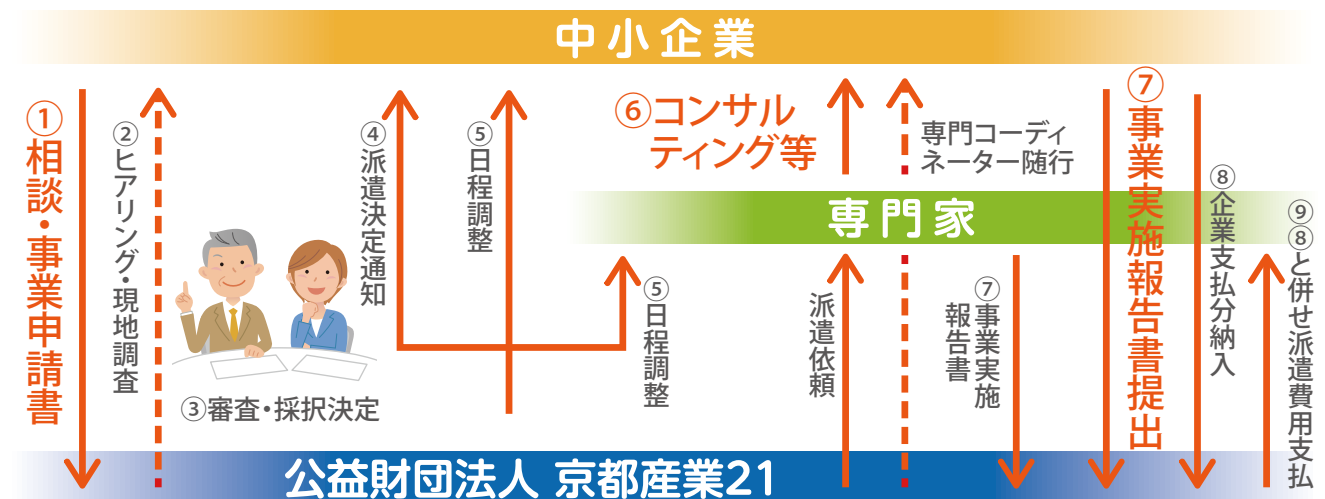 中小企業
①相談・事業申請書
②ヒアリング・現地調査
③審査・採択決定
④派遣決定通知
⑤日程調整
⑤日程調整
⑥コンサル
ティング等
専門コーディ
ネーター随行
専門家
派遣依頼
⑦事業実施
報告書
⑦事業実施報告書提出
⑧企業支払分納入
⑨⑧と併せ派遣費用支払
公益財団法人 京都産業21